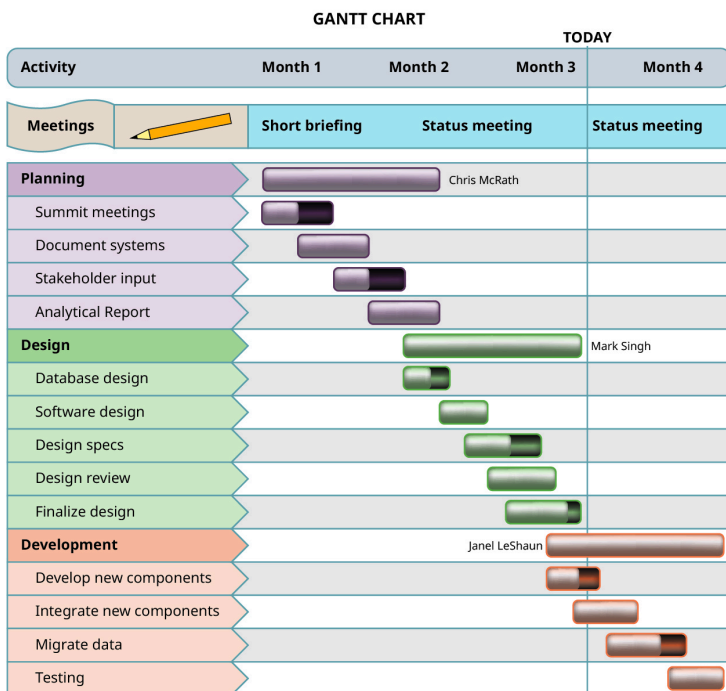 GANTT CHART
TODAY
Activity Month 1 Month 2 Month 3 Month 4
Meetings Short briefing Status meeting Status meeting
Planning Chris McRath
Summit meetings
Document systems
Stakeholder input
Analytical Report
Design Mark Singh
Database design
Software design
Design specs
Design review
Finalize design
Development Janel LeShaun
Develop new components
Integrate new components
Migrate data
Testing